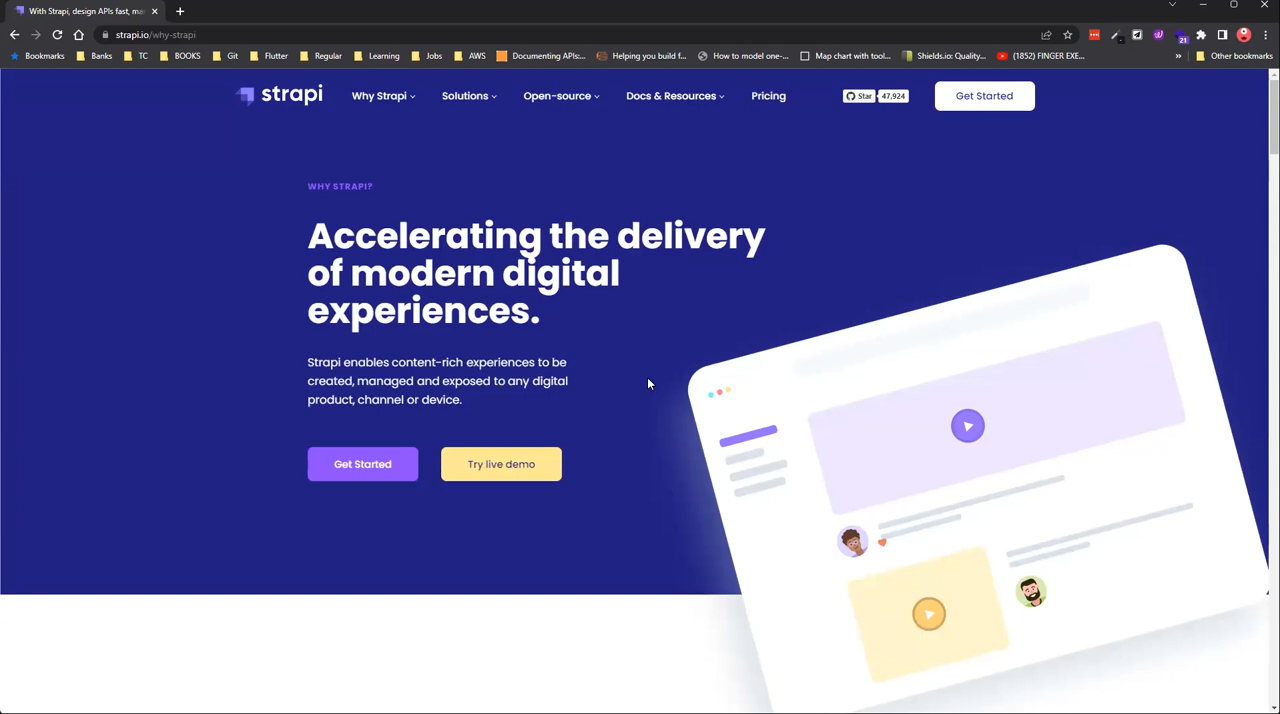 With Strapi, design APIs fast, ma
strapi.io/why-strapi
Bookmarks Banks TC BOOKS Git Flutter Regular Learning Jobs AWS Documenting APIs:... Helping you build f... How to model one-... Map chart with tool... Shields.io: Quality... (1852) FINGER EXE... » Other bookmarks
21
strapi Why Strapi Solutions Open-source Docs & Resources Pricing Star 47,924 Get Started
WHY STRAPI?
Accelerating the delivery
of modern digital
experiences.
Strapi enables content-rich experiences to be
created, managed and exposed to any digital
product, channel or device.
Get Started Try live demo